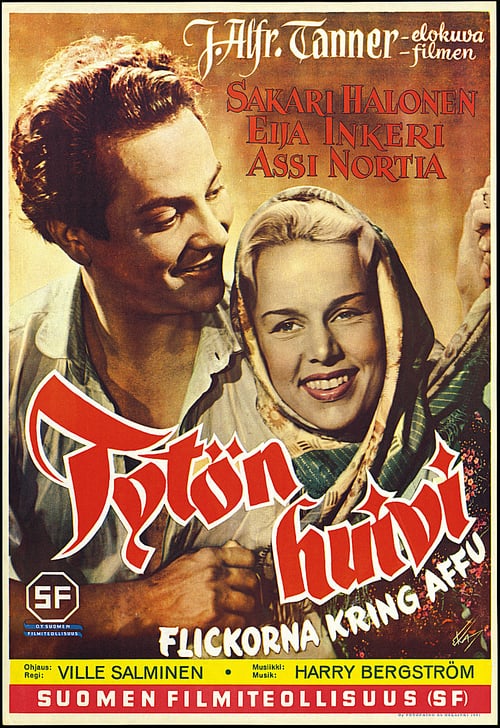 J. Alfr. Tanner - elokuva
- filmen
SAKARI HALONEN
EIJA INKERI
ASSI NORTIA
Tytön
huivi
FLICKORNA KRING AFFU
SF
O.Y. SUOMEN
FILMITEOLLISUUS
Ohjaus: VILLE SALMINEN • Musiikki: HARRY BERGSTRÖM
Regi: Musik:
SUOMEN FILMITEOLLISUUS (SF)